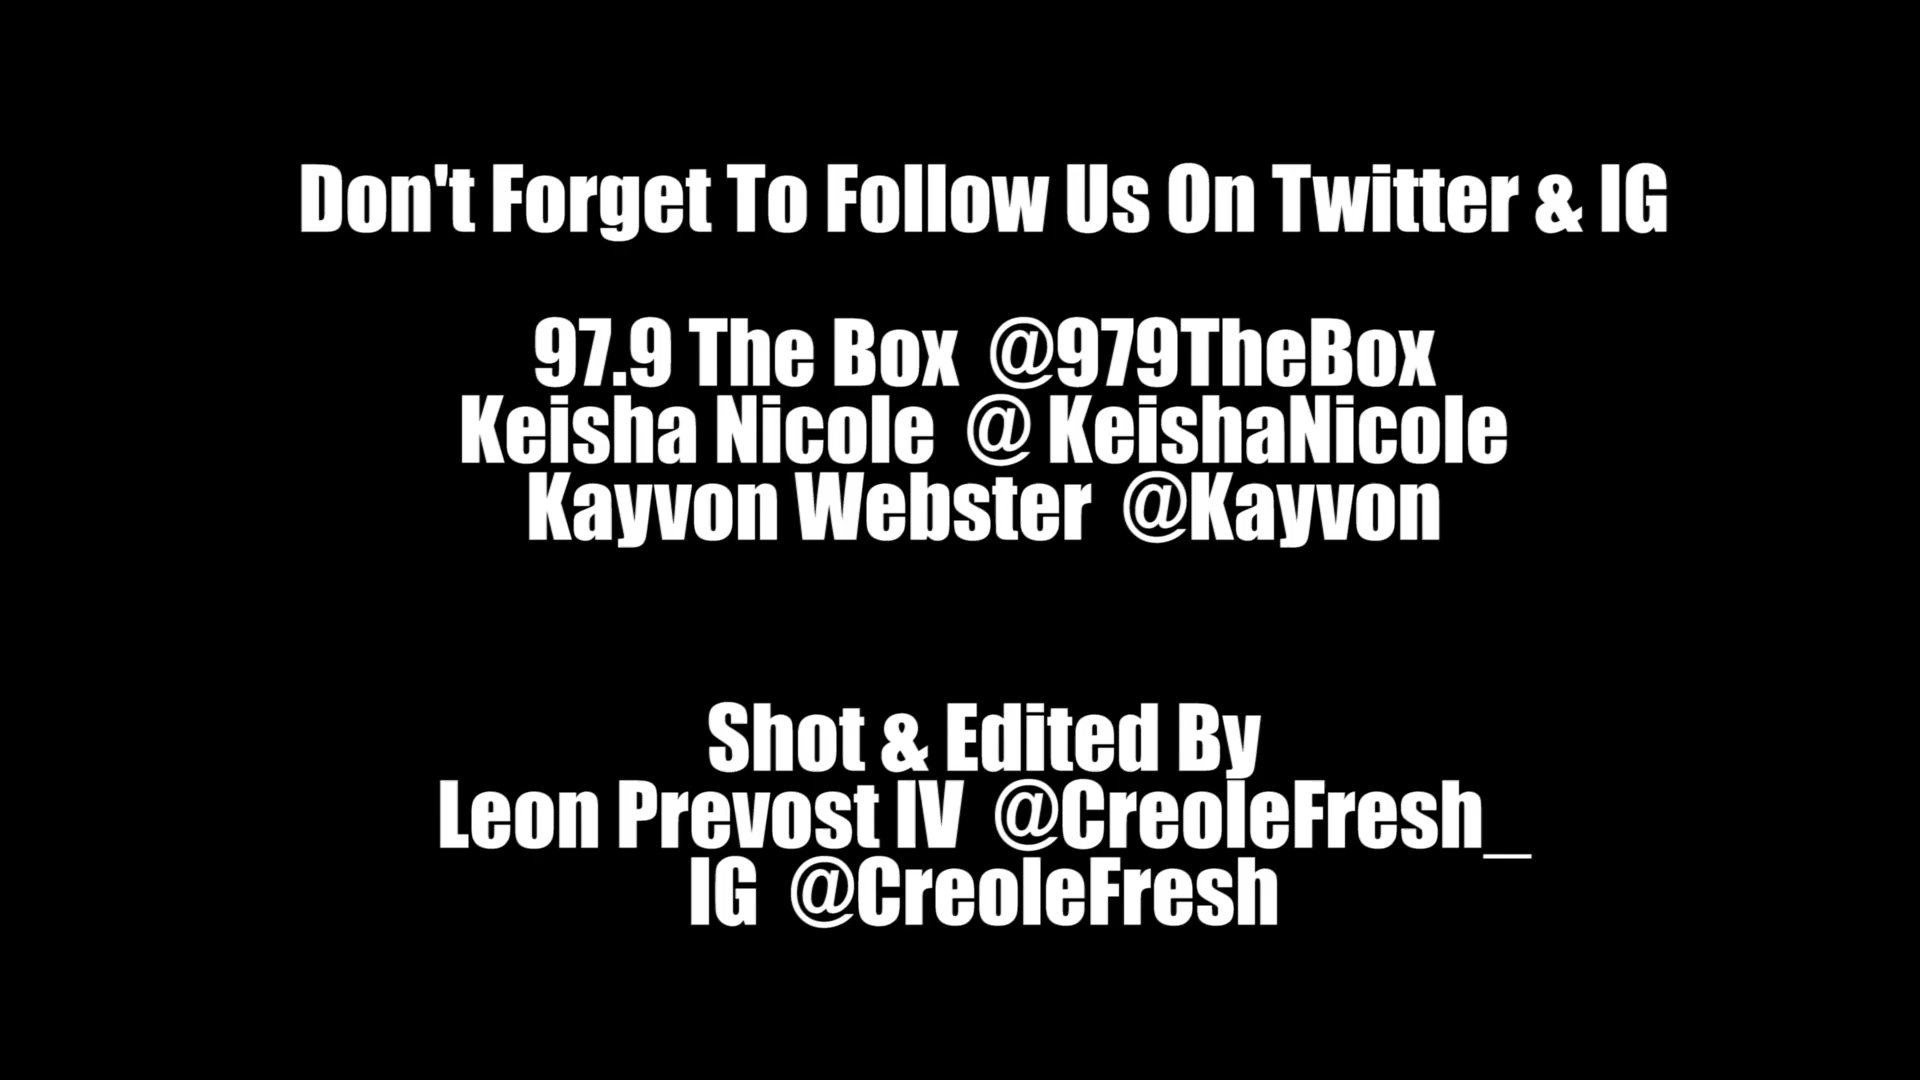 Don't Forget To Follow Us On Twitter & IG
97.9 The Box @979TheBox
Keisha Nicole @ KeishaNicole
Kayvon Webster @Kayvon
Shot & Edited By
Leon Prevost IV @CreoleFresh_
IG @CreoleFresh